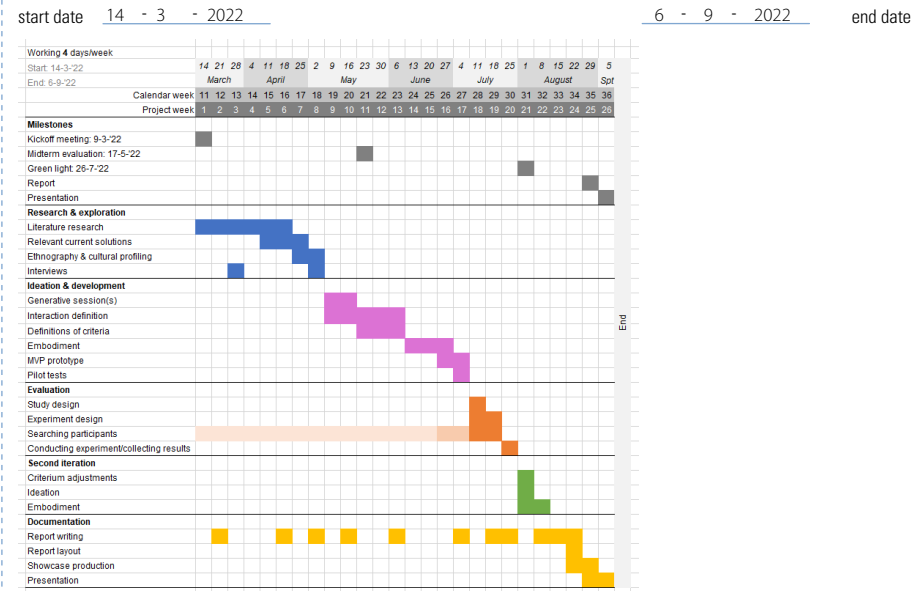 start date 14 - 3 - 2022 6 - 9 - 2022 end date
Working 4 days/week
Start: 14-3-'22 14 21 28 4 11 18 25 2 9 16 23 30 6 13 20 27 4 11 18 25 1 8 15 22 29 5
End: 6-9-'22 March April May June July August Spt
Calendar week 11 12 13 14 15 16 17 18 19 20 21 22 23 24 25 26 27 28 29 30 31 32 33 34 35 36
Project week 1 2 3 4 5 6 7 8 9 10 11 12 13 14 15 16 17 18 19 20 21 22 23 24 25 26
Milestones
Kickoff meeting: 9-3-'22
Midterm evaluation: 17-5-'22
Green light: 26-7-'22
Report
Presentation
Research & exploration
Literature research
Relevant current solutions
Ethnography & cultural profiling
Interviews
Ideation & development
Generative session(s)
Interaction definition
End
Definitions of criteria
Embodiment
MVP prototype
Pilot tests
Evaluation
Study design
Experiment design
Searching participants
Conducting experiment/collecting results
Second iteration
Criterium adjustments
Ideation
Embodiment
Documentation
Report writing
Report layout
Showcase production
Presentation